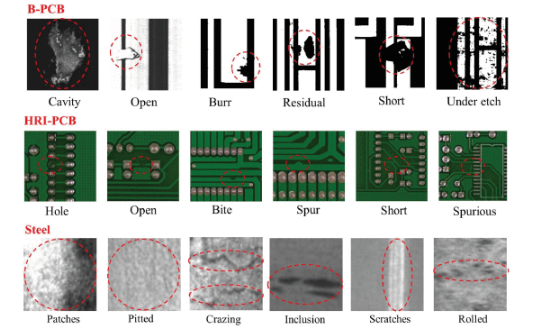 B-PCB
Cavity Open Burr Residual Short Under etch
HRI-PCB
Hole Open Bite Spur Short Spurious
Steel
Patches Pitted Crazing Inclusion Scratches Rolled